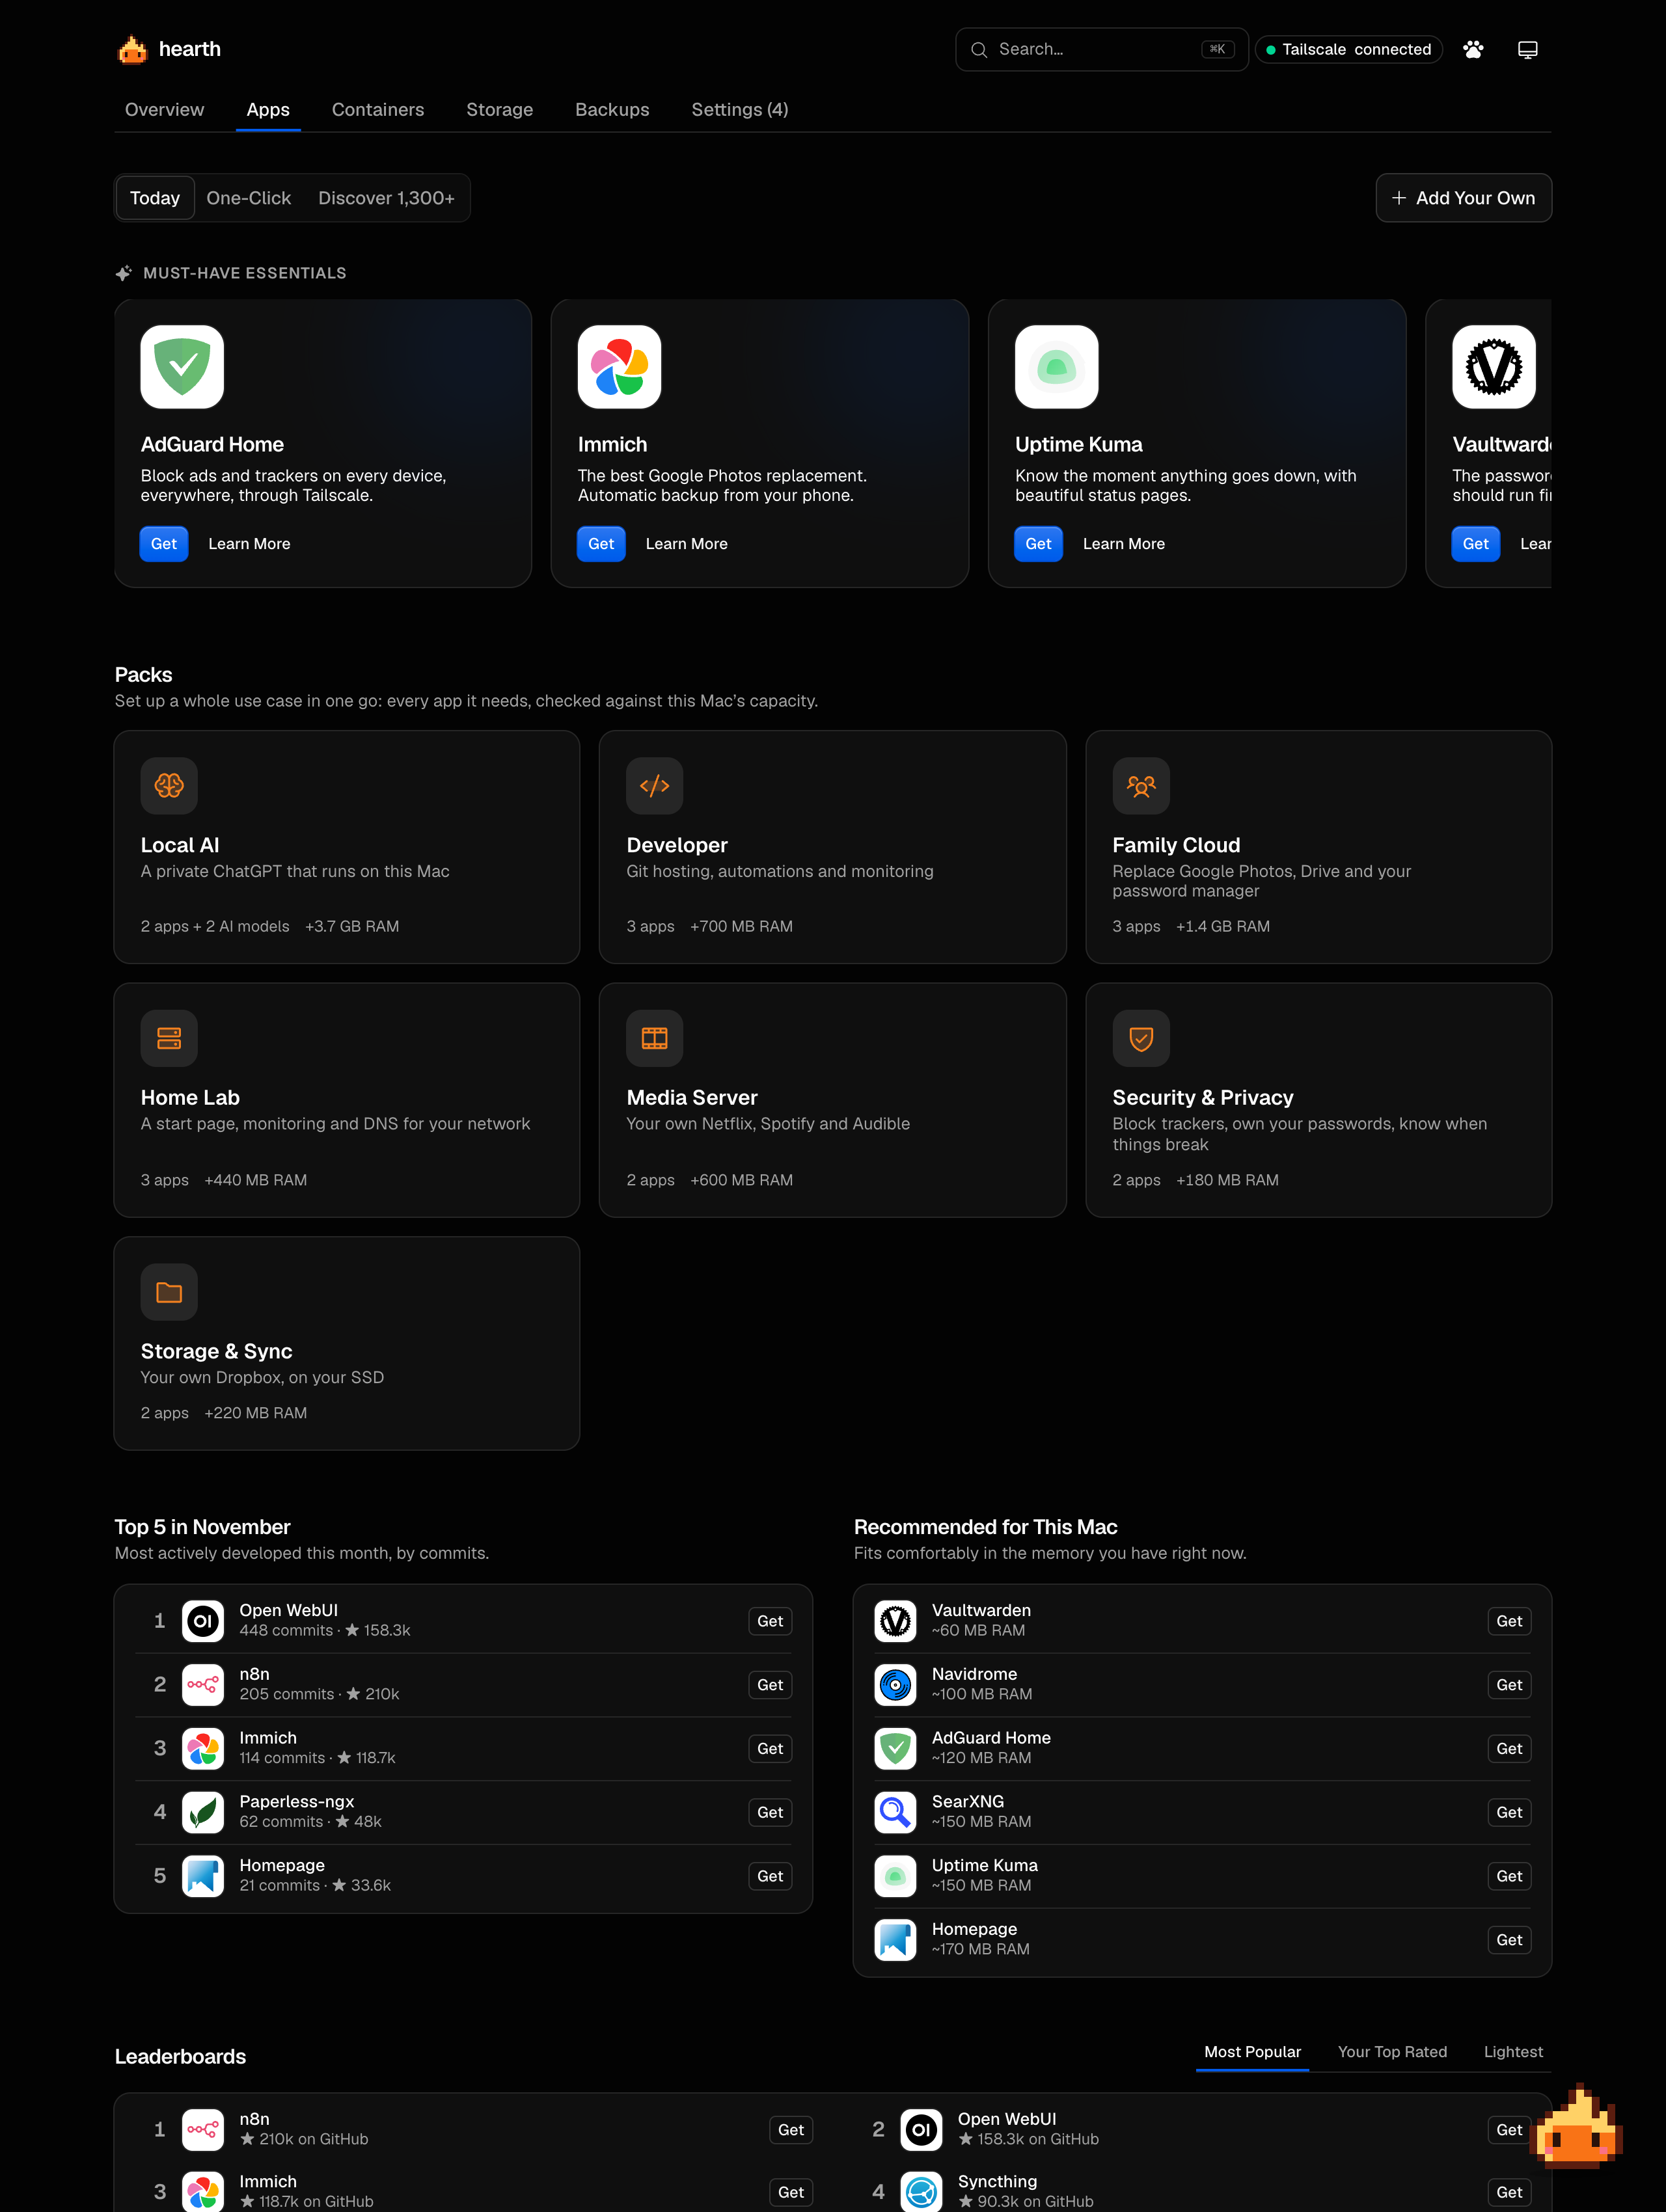 hearth
Search...
⌘K
Tailscale connected
Overview
Apps
Containers
Storage
Backups
Settings (4)
Today
One-Click
Discover 1,300+
+ Add Your Own
MUST-HAVE ESSENTIALS
AdGuard Home
Block ads and trackers on every device,
everywhere, through Tailscale.
Get
Learn More
Immich
The best Google Photos replacement.
Automatic backup from your phone.
Get
Learn More
Uptime Kuma
Know the moment anything goes down, with
beautiful status pages.
Get
Learn More
The
should run
Get
Packs
Set up a whole use case in one go: every app it needs, checked against this Mac's capacity.
Local AI
A private ChatGPT that runs on this Mac
2 apps + 2 AI models +3.7 GB RAM
Developer
Git hosting, automations and monitoring
3 apps +700 MB RAM
Family Cloud
Replace Google Photos, Drive and your
password manager
3 apps +1.4 GB RAM
Home Lab
A start page, monitoring and DNS for your network
3 apps +440 MB RAM
Media Server
Your own Netflix, Spotify and Audible
2 apps +600 MB RAM
Security & Privacy
Block trackers, own your passwords, know when
things break
2 apps +180 MB RAM
Storage & Sync
Your own Dropbox, on your SSD
2 apps +220 MB RAM
Top 5 in November
Most actively developed this month, by commits.
1
Open WebUI
448 commits · ★ 158.3k
Get
2
n8n
205 commits · ★ 210k
Get
3
Immich
114 commits · ★ 118.7k
Get
4
Paperless-ngx
62 commits · ★ 48k
Get
5
Homepage
21 commits · ★ 33.6k
Get
Recommended for This Mac
Fits comfortably in the memory you have right now.
Vaultwarden
~60 MB RAM
Get
Navidrome
~100 MB RAM
Get
AdGuard Home
~120 MB RAM
Get
SearXNG
~150 MB RAM
Get
Uptime Kuma
~150 MB RAM
Get
Homepage
~170 MB RAM
Get
Leaderboards
Most Popular
Your Top Rated
Lightest
1
n8n
★ 210k on GitHub
Get
2
Open WebUI
★ 158.3k on GitHub
Get
3
Immich
★ 118.7k on GitHub
Get
4
Syncthing
★ 90.3k on GitHub
Get